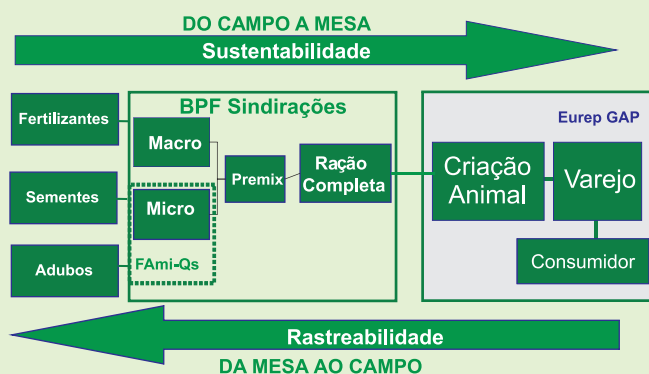 DO CAMPO A MESA
Sustentabilidade
BPF Sindirações
Eurep GAP
Fertilizantes
Macro
Ração
Completa
Premix
Criação
Animal
Varejo
Sementes
Micro
FAmi-Qs
Adubos
Consumidor
Rastreabilidade
DA MESA AO CAMPO